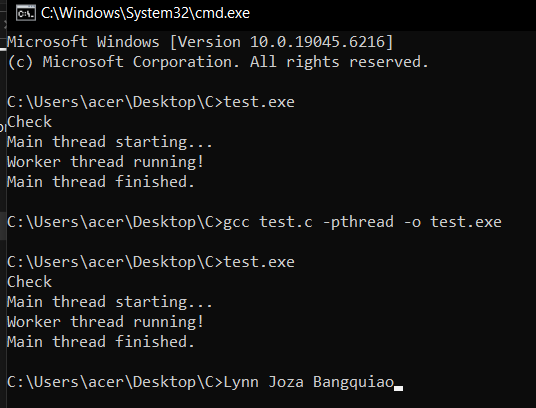 C:\Windows\System32\cmd.exe
Microsoft Windows [Version 10.0.19045.6216]
(c) Microsoft Corporation. All rights reserved.
C:\Users\acer\Desktop\C>test.exe
Check
Main thread starting...
Worker thread running!
Main thread finished.
C:\Users\acer\Desktop\C>gcc test.c -pthread -o test.exe
C:\Users\acer\Desktop\C>test.exe
Check
Main thread starting...
Worker thread running!
Main thread finished.
C:\Users\acer\Desktop\C>Lynn Joza Bangquiao